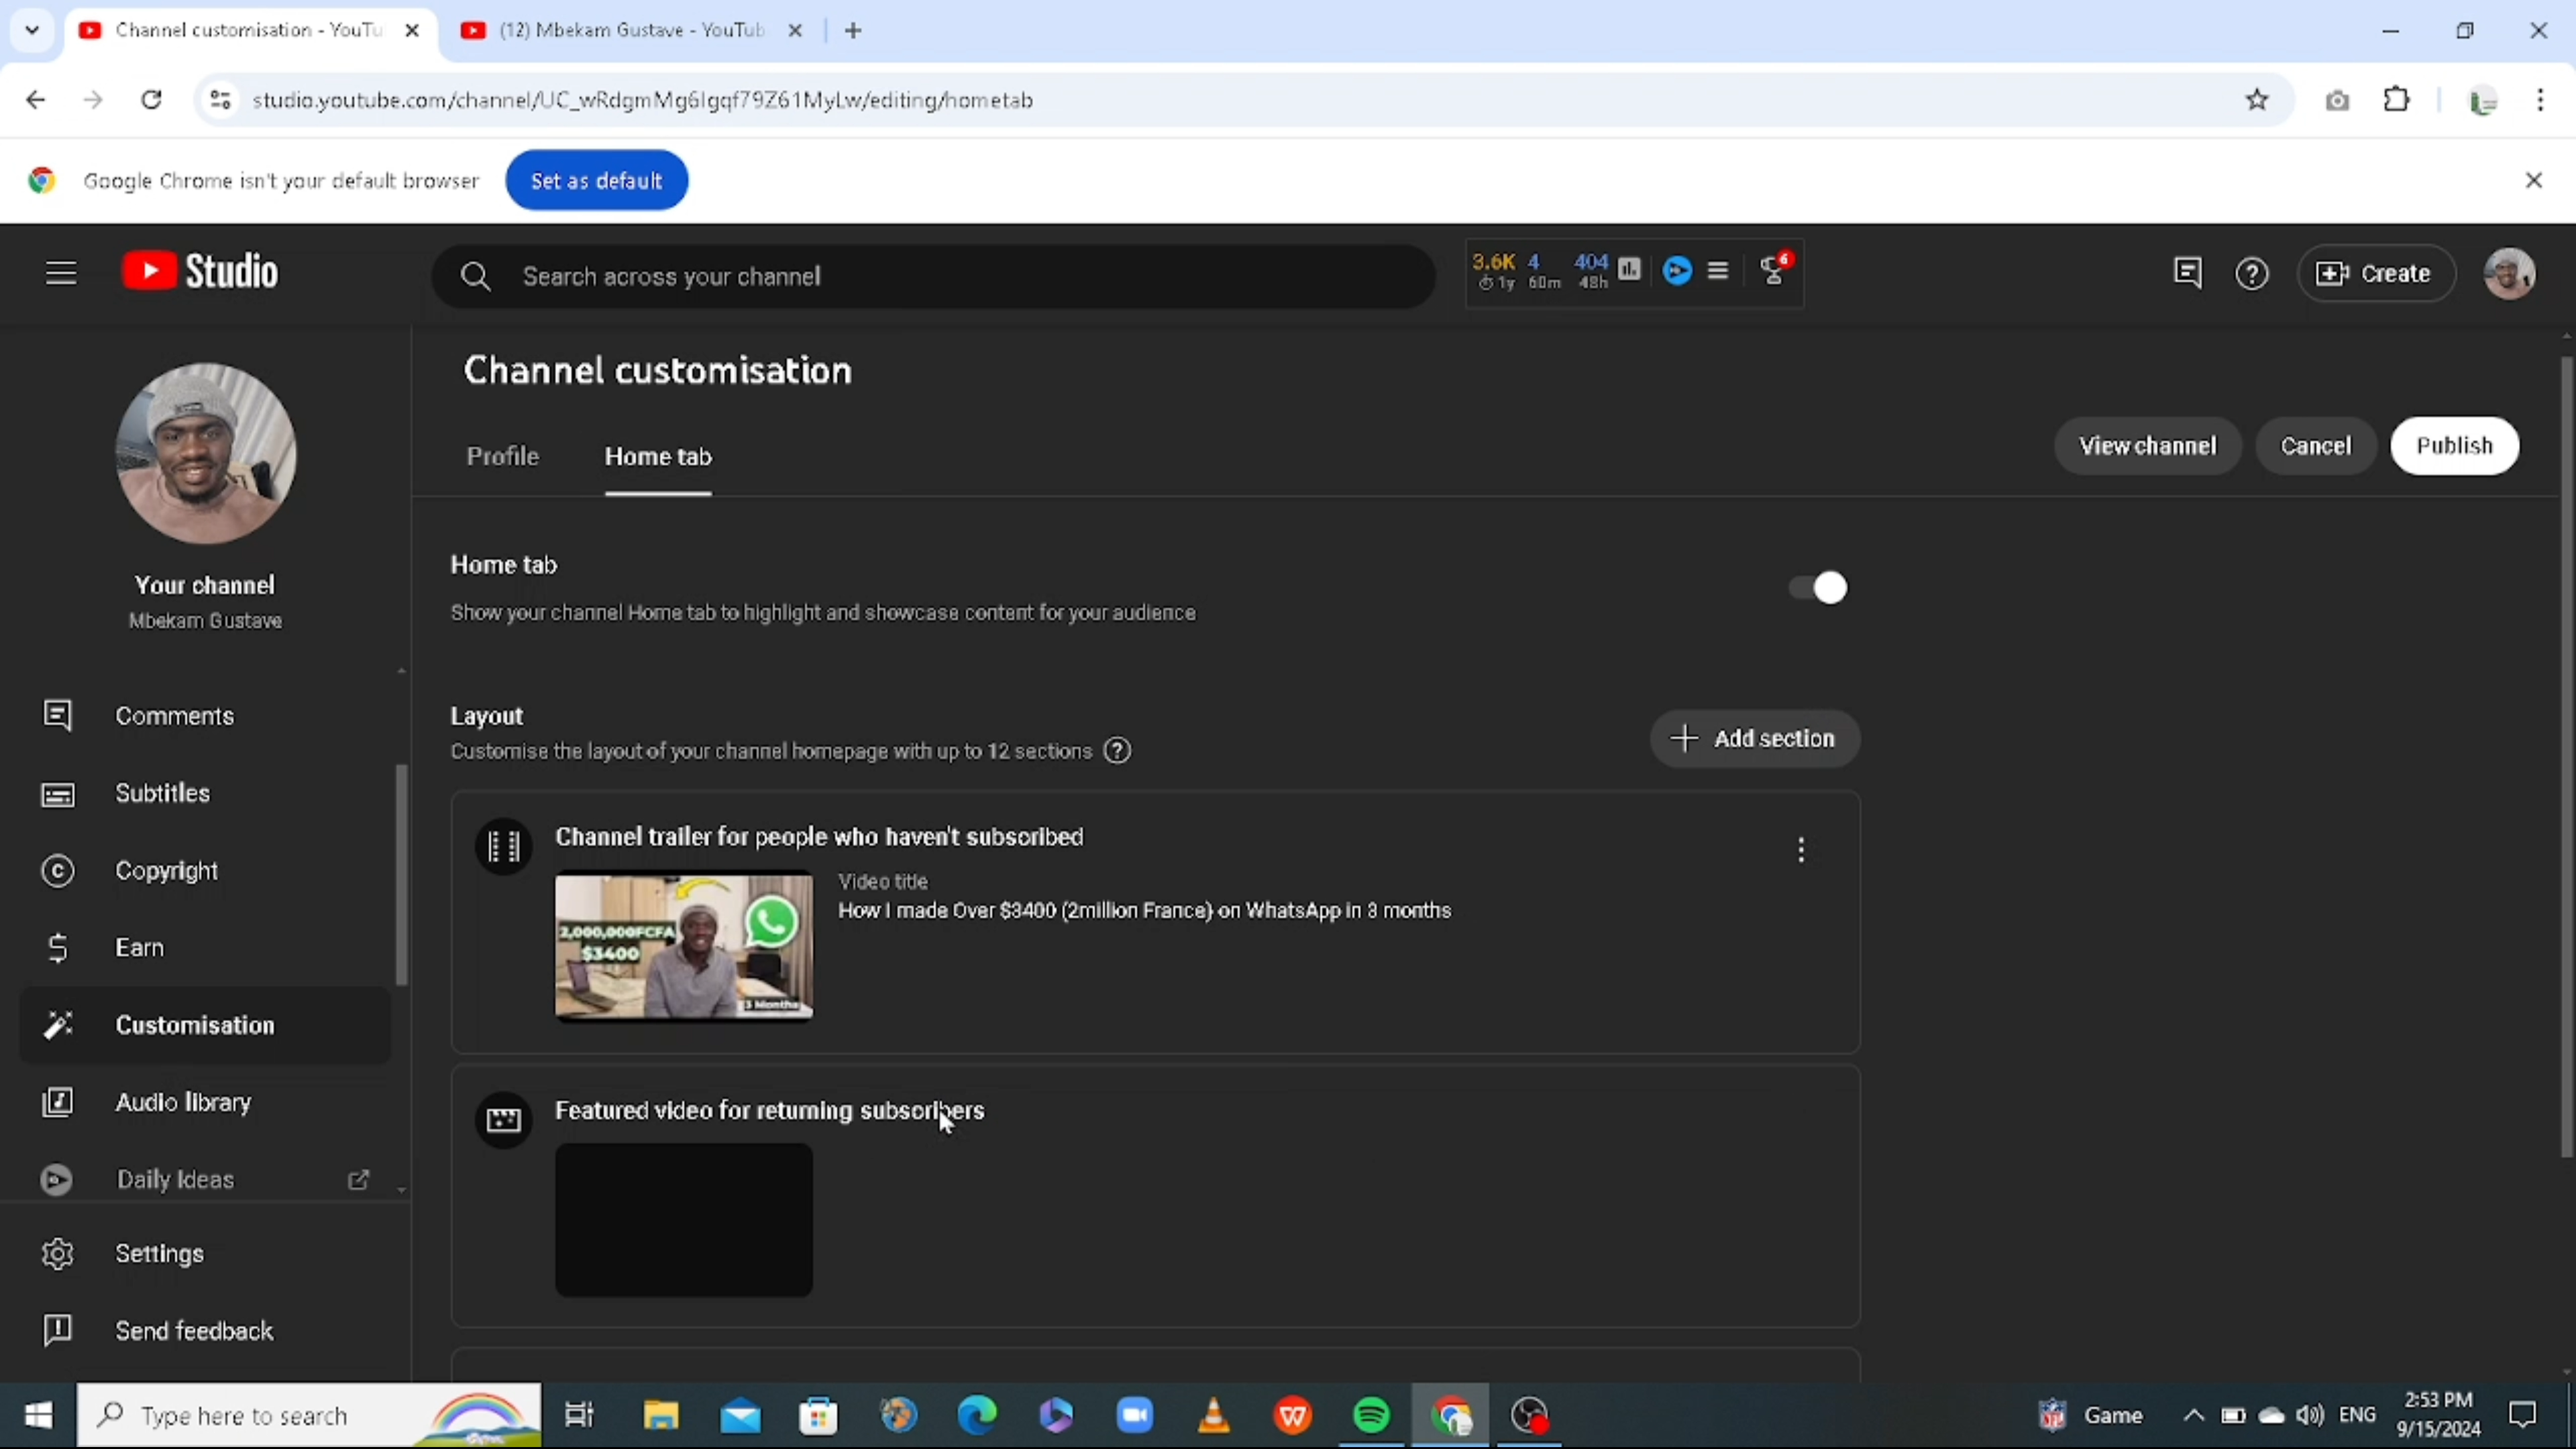 Channel customisation - YouTu
(12) Mbekam Gustave - YouTub
studio.youtube.com/channel/UC_wRdgmMg6Igqf79Z61MyLw/editing/hometab
Google Chrome isn't your default browser
Set as default
Studio
Search across your channel
3.6K 4 404
1y 60m 48h
6
Create
Channel customisation
Profile
Home tab
View channel
Cancel
Publish
Your channel
Mbekam Gustave
Home tab
Show your channel Home tab to highlight and showcase content for your audience
Layout
Customise the layout of your channel homepage with up to 12 sections
Add section
Comments
Subtitles
Copyright
Earn
Customisation
Audio library
Daily Ideas
Settings
Send feedback
Channel trailer for people who haven't subscribed
Video title
How I made Over $3400 (2million France) on WhatsApp in 3 months
2,000,000FCFA
$3400
3 Months
Featured video for returning subscribers
Type here to search
Game
ENG
2:53 PM
9/15/2024